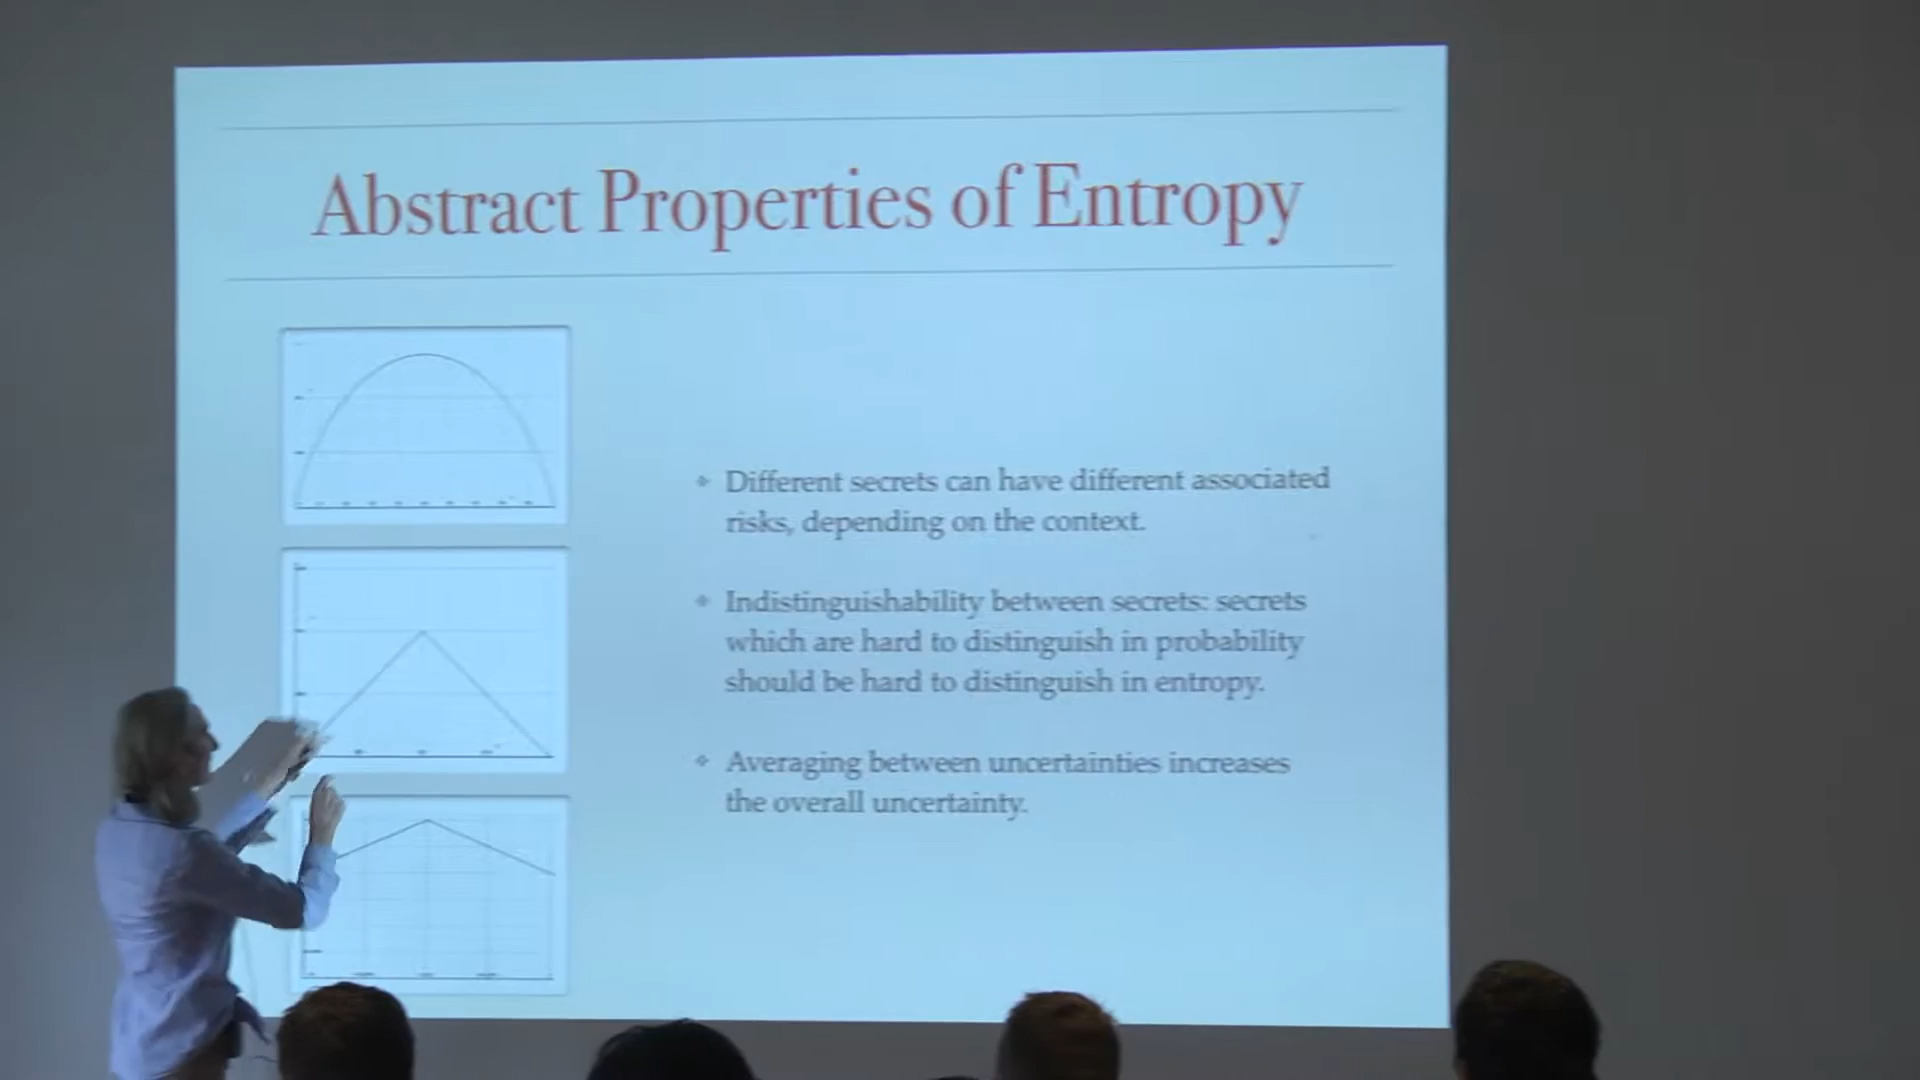 Abstract Properties of Entropy
Different secrets can have different associated
risks, depending on the context.
Indistinguishability between secrets: secrets
which are hard to distinguish in probability
should be hard to distinguish in entropy.
Averaging between uncertainties increases
the overall uncertainty.